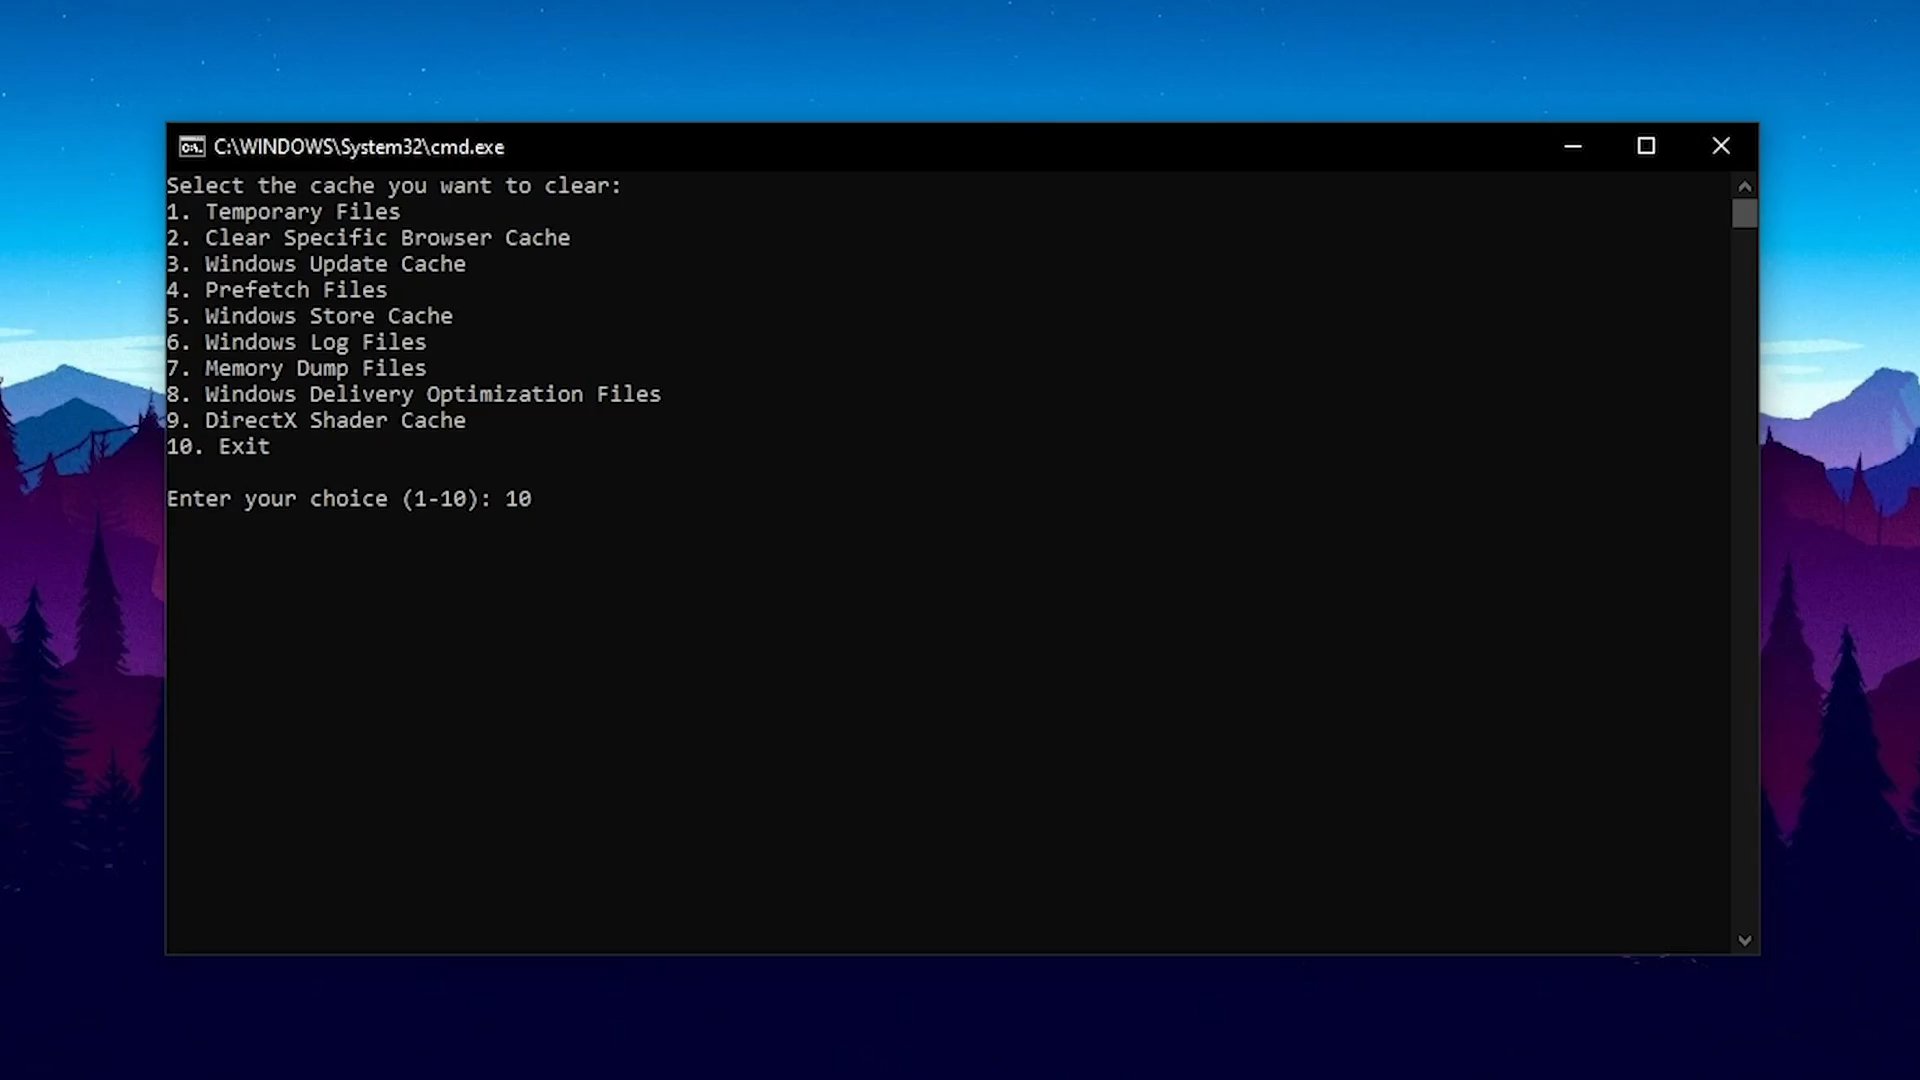 C:\WINDOWS\System32\cmd.exe
Select the cache you want to clear:
1. Temporary Files
2. Clear Specific Browser Cache
3. Windows Update Cache
4. Prefetch Files
5. Windows Store Cache
6. Windows Log Files
7. Memory Dump Files
8. Windows Delivery Optimization Files
9. DirectX Shader Cache
10. Exit
Enter your choice (1-10): 10